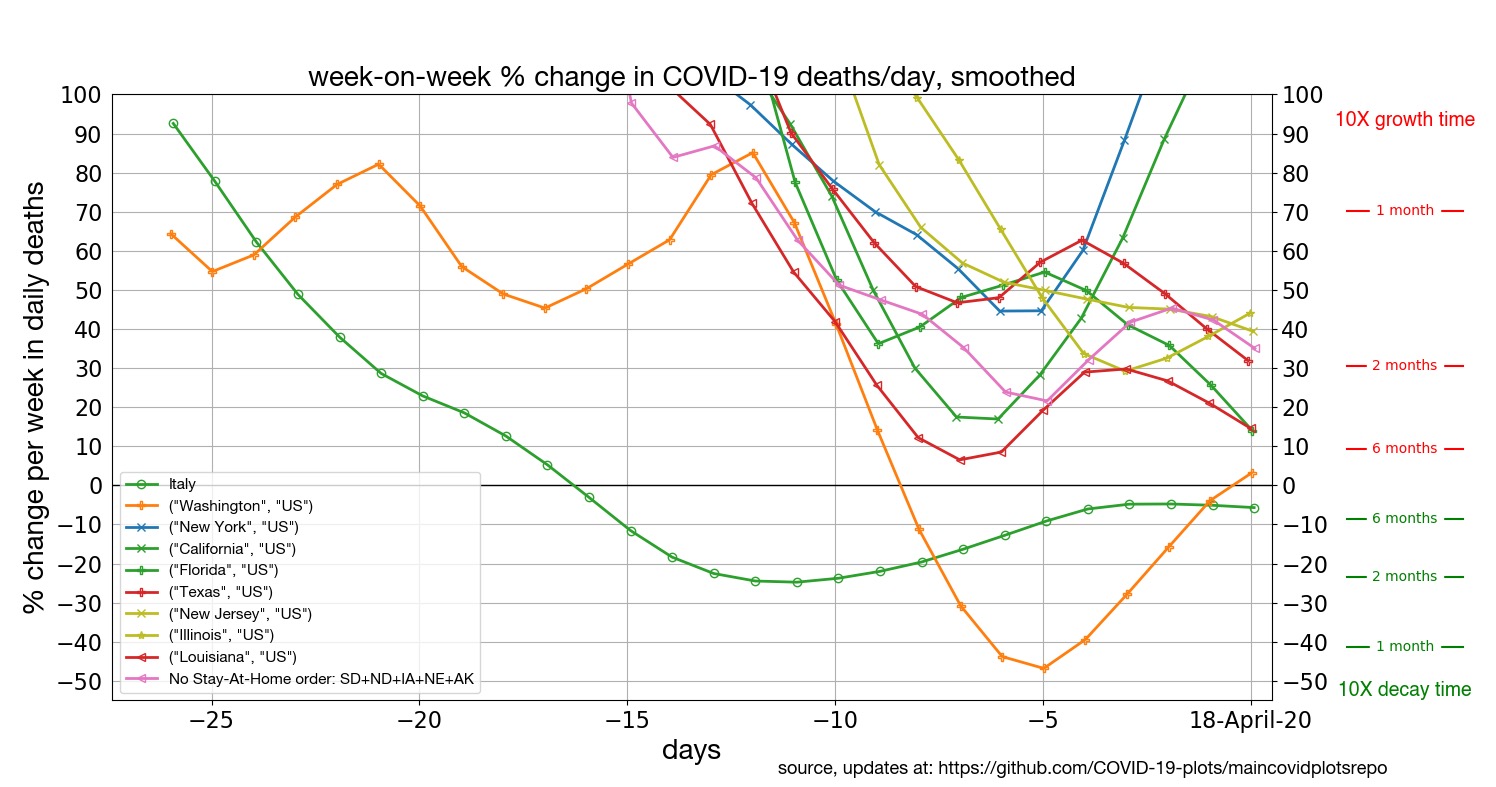 week-on-week % change in COVID-19 deaths/day, smoothed
% change per week in daily deaths
100
90
80
70
60
50
40
30
20
10
0
−10
−20
−30
−40
−50
100
90
80
70
60
50
40
30
20
10
0
−10
−20
−30
−40
−50
10X growth time
1 month
2 months
6 months
6 months
2 months
1 month
10X decay time
Italy
("Washington", "US")
("New York", "US")
("California", "US")
("Florida", "US")
("Texas", "US")
("New Jersey", "US")
("Illinois", "US")
("Louisiana", "US")
No Stay-At-Home order: SD+ND+IA+NE+AK
−25 −20 −15 −10 −5 18-April-20
days
source, updates at: https://github.com/COVID-19-plots/maincovidplotsrepo